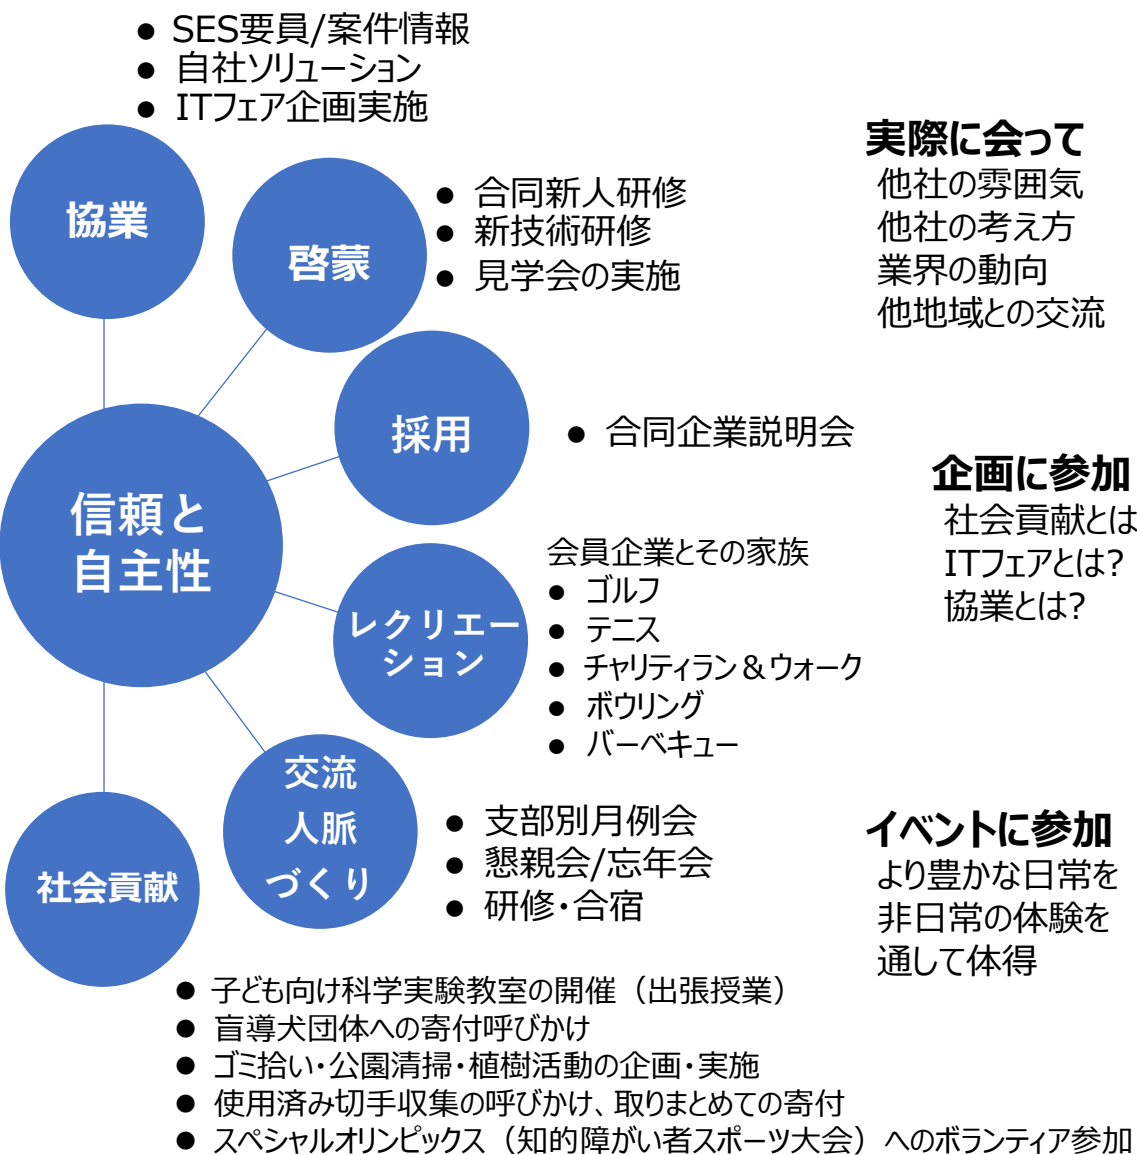 ● SES要員/案件情報
● 自社ソリューション
● ITフェア企画実施
協業
啓蒙
● 合同新人研修
● 新技術研修
● 見学会の実施
実際に会って
他社の雰囲気
他社の考え方
業界の動向
他地域との交流
採用
● 合同企業説明会
信頼と
自主性
企画に参加
社会貢献とは
ITフェアとは?
協業とは?
レクリエー
ション
会員企業とその家族
● ゴルフ
● テニス
● チャリティラン&ウォーク
● ボウリング
● バーベキュー
交流
人脈
づくり
● 支部別月例会
● 懇親会/忘年会
● 研修・合宿
イベントに参加
より豊かな日常を
非日常の体験を
通して体得
社会貢献
● 子ども向け科学実験教室の開催（出張授業）
● 盲導犬団体への寄付呼びかけ
● ゴミ拾い・公園清掃・植樹活動の企画・実施
● 使用済み切手収集の呼びかけ、取りまとめての寄付
● スペシャルオリンピックス（知的障がい者スポーツ大会）へのボランティア参加